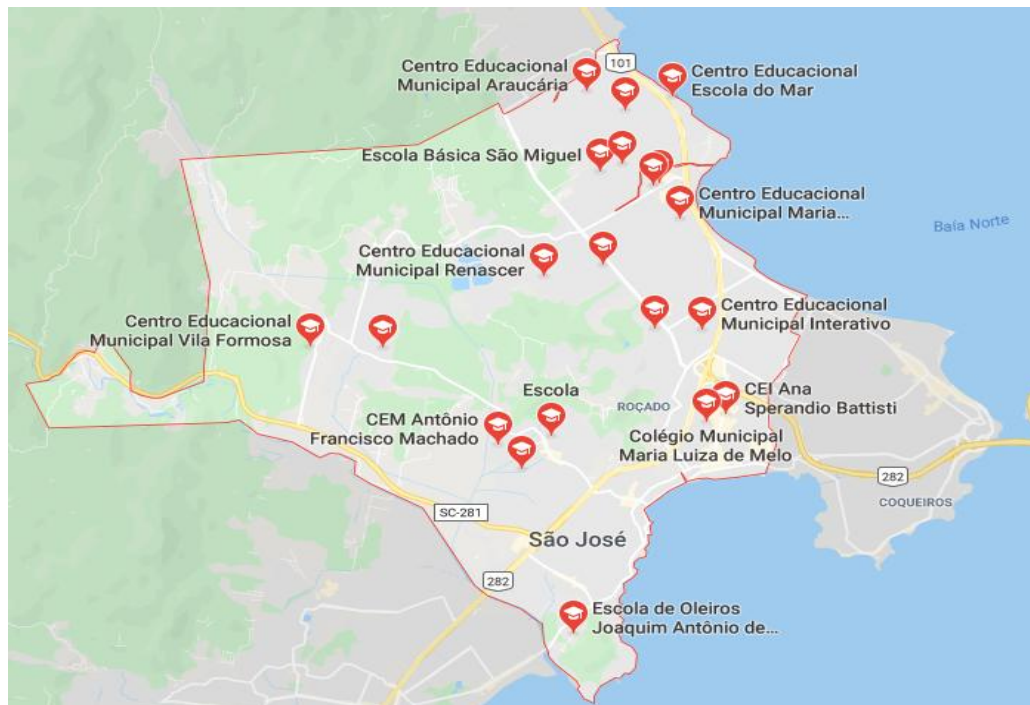 Centro Educacional
Municipal Araucária
101
Centro Educacional
Escola do Mar
Escola Básica São Miguel
Centro Educacional
Municipal Maria...
Baía Norte
Centro Educacional
Municipal Renascer
Centro Educacional
Municipal Interativo
Centro Educacional
Municipal Vila Formosa
Escola
CEI Ana
Sperandio Battisti
ROÇADO
CEM Antônio
Francisco Machado
Colégio Municipal
Maria Luiza de Melo
282
COQUEIROS
SC-281
São José
282
Escola de Oleiros
Joaquim Antônio de...